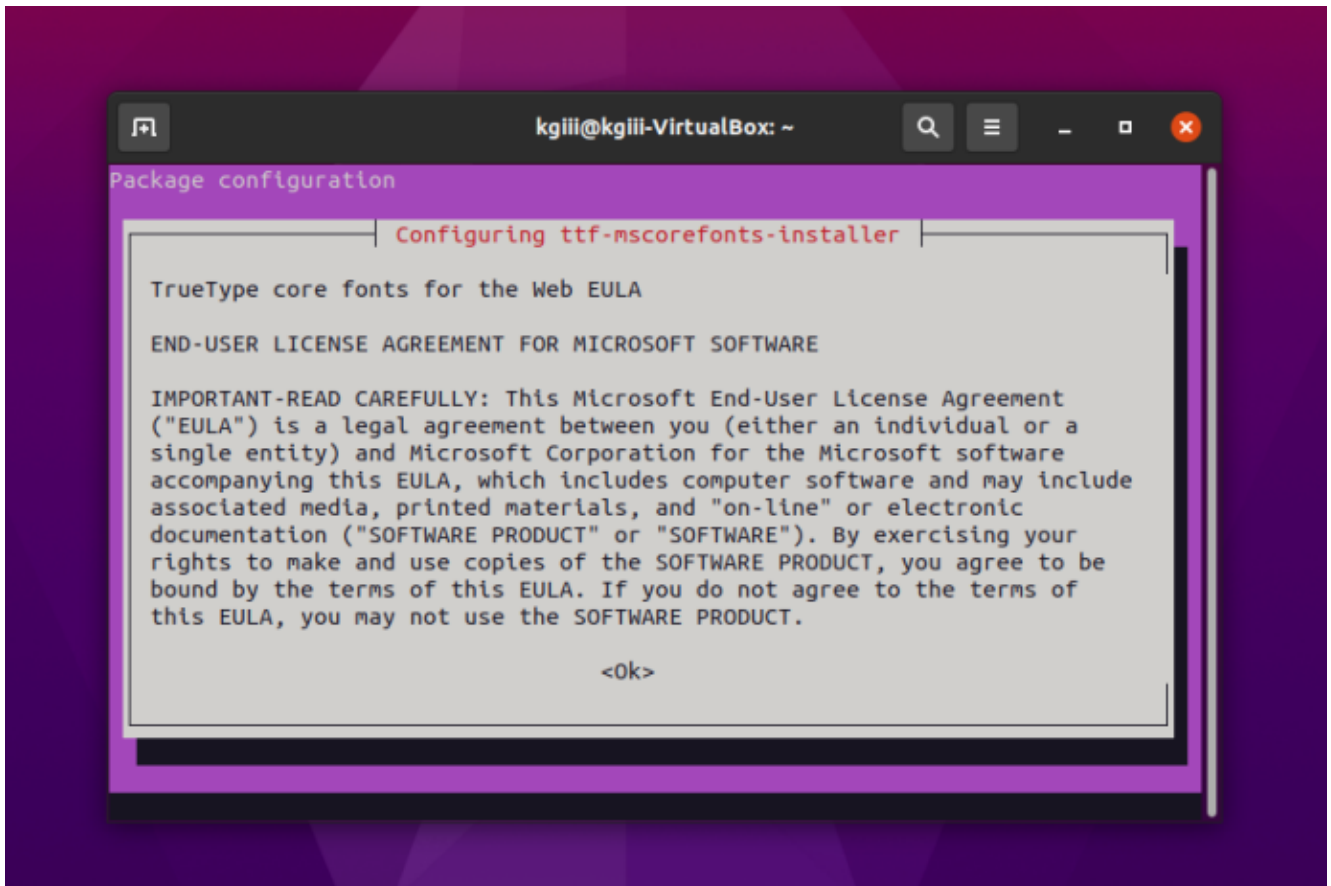 kgiii@kgiii-VirtualBox: ~
Package configuration
Configuring ttf-mscorefonts-installer
TrueType core fonts for the Web EULA
END-USER LICENSE AGREEMENT FOR MICROSOFT SOFTWARE
IMPORTANT-READ CAREFULLY: This Microsoft End-User License Agreement
("EULA") is a legal agreement between you (either an individual or a
single entity) and Microsoft Corporation for the Microsoft software
accompanying this EULA, which includes computer software and may include
associated media, printed materials, and "on-line" or electronic
documentation ("SOFTWARE PRODUCT" or "SOFTWARE"). By exercising your
rights to make and use copies of the SOFTWARE PRODUCT, you agree to be
bound by the terms of this EULA. If you do not agree to the terms of
this EULA, you may not use the SOFTWARE PRODUCT.
<Ok>